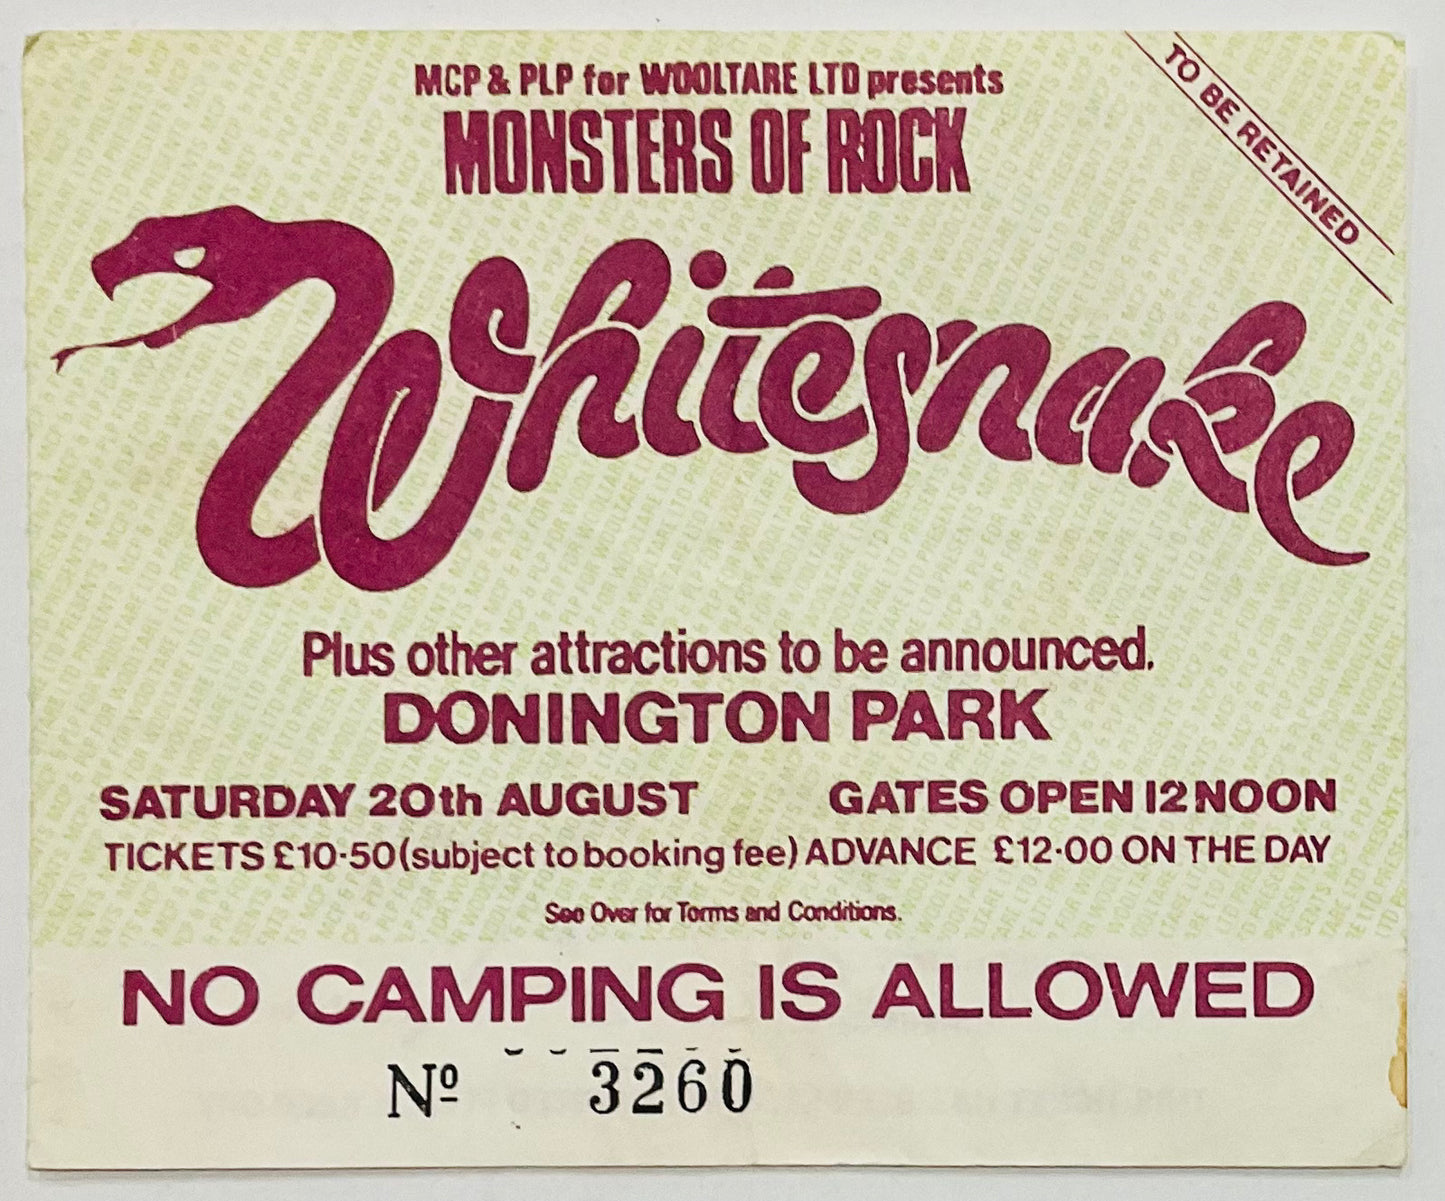 MCP & PLP for WOOLTARE LTD presents
MONSTERS OF ROCK
TO BE RETAINED
Whitesnake
Plus other attractions to be announced.
DONINGTON PARK
SATURDAY 20th AUGUST GATES OPEN 12 NOON
TICKETS £10·50 (subject to booking fee) ADVANCE £12·00 ON THE DAY
See Over for Terms and Conditions.
NO CAMPING IS ALLOWED
Nº 3260